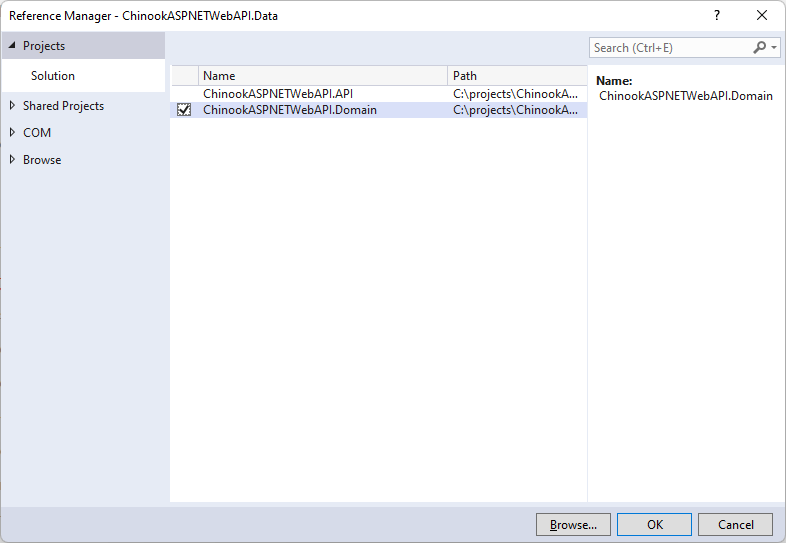 Reference Manager - ChinookASPNETWebAPI.Data
?
Projects
Solution
Shared Projects
COM
Browse
Search (Ctrl+E)
Name Path
ChinookASPNETWebAPI.API C:\projects\ChinookA...
ChinookASPNETWebAPI.Domain C:\projects\ChinookA...
Name:
ChinookASPNETWebAPI.Domain
Browse... OK Cancel